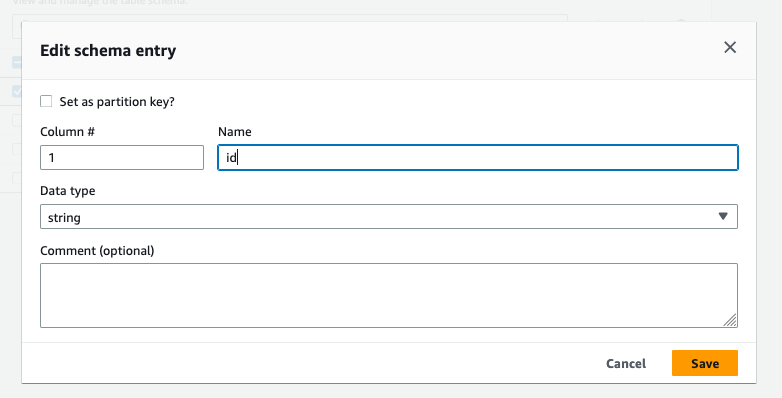 View and manage the table schema.
Edit schema entry
Set as partition key?
Column # Name
1 id
Data type
string
Comment (optional)
Cancel Save